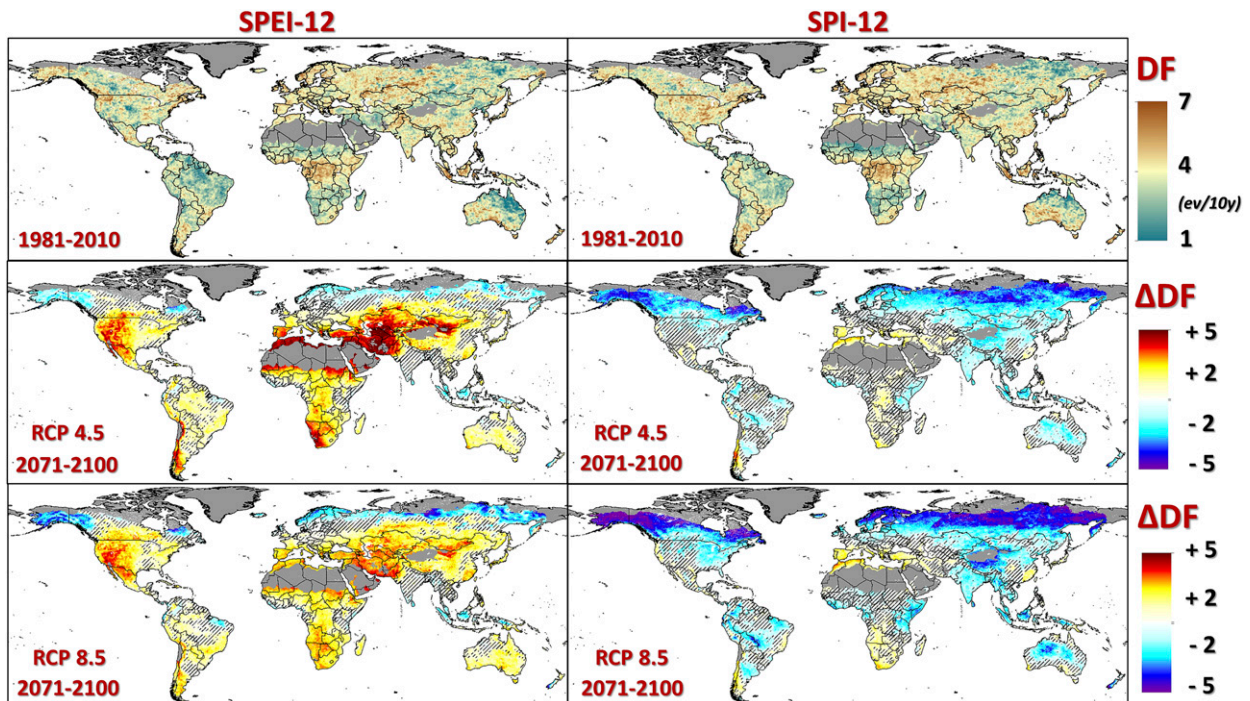 SPEI-12
SPI-12
1981-2010
1981-2010
DF
7
4
(ev/10y)
1
RCP 4.5
2071-2100
RCP 4.5
2071-2100
ΔDF
+ 5
+ 2
- 2
- 5
RCP 8.5
2071-2100
RCP 8.5
2071-2100
ΔDF
+ 5
+ 2
- 2
- 5